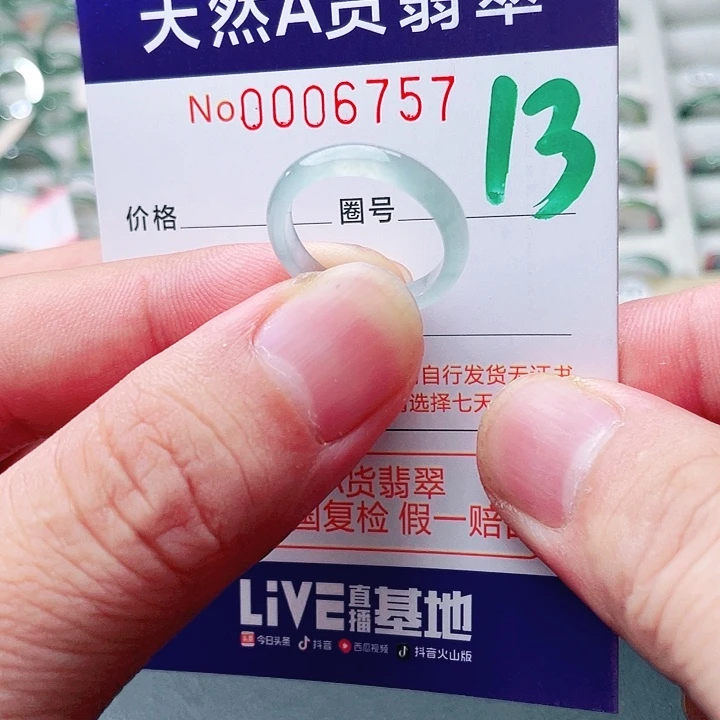 天然A货翡翠
No0006757
13
价格 圈号
自行发货无证书
选择七天
A货翡翠
国复检 假一赔
LiVE直播基地
今日头条 抖音 西瓜视频 抖音火山版